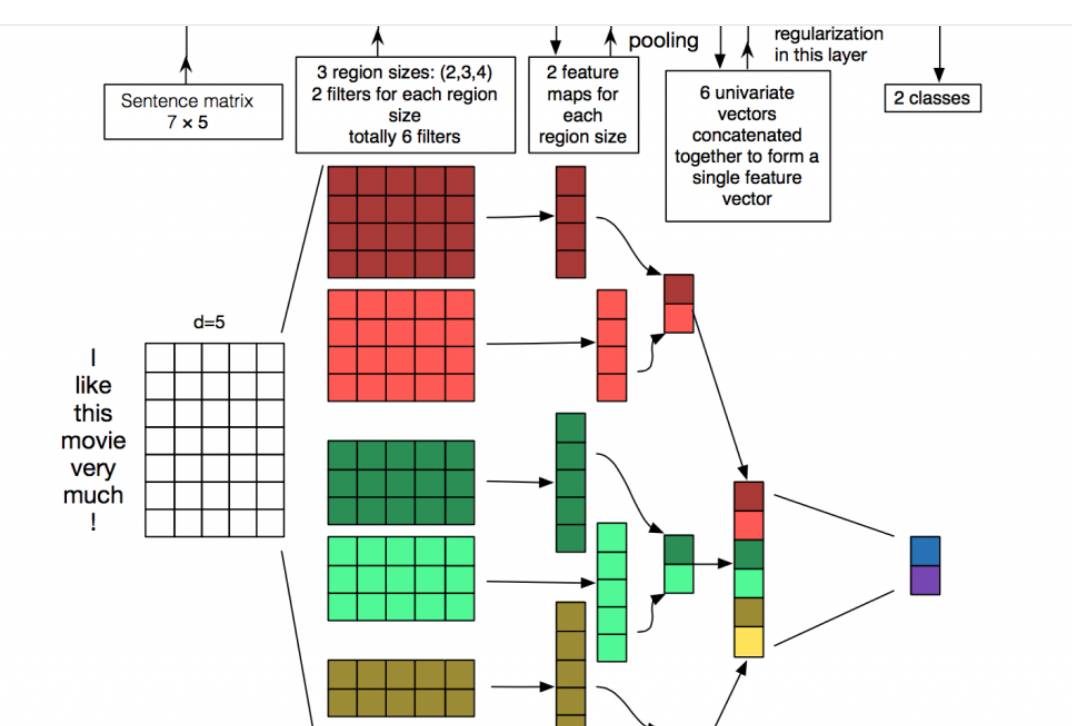 pooling
regularization
in this layer
Sentence matrix
7 × 5
3 region sizes: (2,3,4)
2 filters for each region
size
totally 6 filters
2 feature
maps for
each
region size
6 univariate
vectors
concatenated
together to form a
single feature
vector
2 classes
d=5
I
like
this
movie
very
much
!